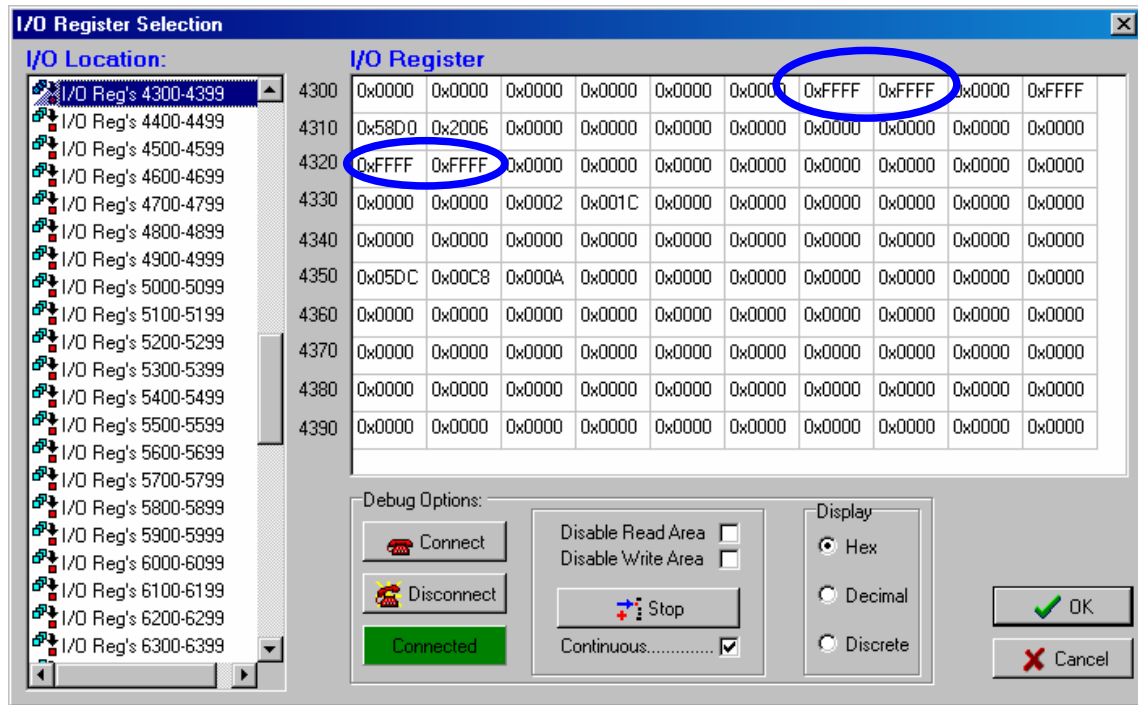 I/O Register Selection
I/O Location:
I/O Reg's 4300-4399
I/O Reg's 4400-4499
I/O Reg's 4500-4599
I/O Reg's 4600-4699
I/O Reg's 4700-4799
I/O Reg's 4800-4899
I/O Reg's 4900-4999
I/O Reg's 5000-5099
I/O Reg's 5100-5199
I/O Reg's 5200-5299
I/O Reg's 5300-5399
I/O Reg's 5400-5499
I/O Reg's 5500-5599
I/O Reg's 5600-5699
I/O Reg's 5700-5799
I/O Reg's 5800-5899
I/O Reg's 5900-5999
I/O Reg's 6000-6099
I/O Reg's 6100-6199
I/O Reg's 6200-6299
I/O Reg's 6300-6399
I/O Register
4300 0x0000 0x0000 0x0000 0x0000 0x0000 0x0000 0xFFFF 0xFFFF 0x0000 0xFFFF
4310 0x58D0 0x2006 0x0000 0x0000 0x0000 0x0000 0x0000 0x0000 0x0000 0x0000
4320 0xFFFF 0xFFFF 0x0000 0x0000 0x0000 0x0000 0x0000 0x0000 0x0000 0x0000
4330 0x0000 0x0000 0x0002 0x001C 0x0000 0x0000 0x0000 0x0000 0x0000 0x0000
4340 0x0000 0x0000 0x0000 0x0000 0x0000 0x0000 0x0000 0x0000 0x0000 0x0000
4350 0x05DC 0x00C8 0x000A 0x0000 0x0000 0x0000 0x0000 0x0000 0x0000 0x0000
4360 0x0000 0x0000 0x0000 0x0000 0x0000 0x0000 0x0000 0x0000 0x0000 0x0000
4370 0x0000 0x0000 0x0000 0x0000 0x0000 0x0000 0x0000 0x0000 0x0000 0x0000
4380 0x0000 0x0000 0x0000 0x0000 0x0000 0x0000 0x0000 0x0000 0x0000 0x0000
4390 0x0000 0x0000 0x0000 0x0000 0x0000 0x0000 0x0000 0x0000 0x0000 0x0000
Debug Options:
Connect
Disconnect
Connected
Disable Read Area
Disable Write Area
Stop
Continuous..............
Display
Hex
Decimal
Discrete
OK
Cancel